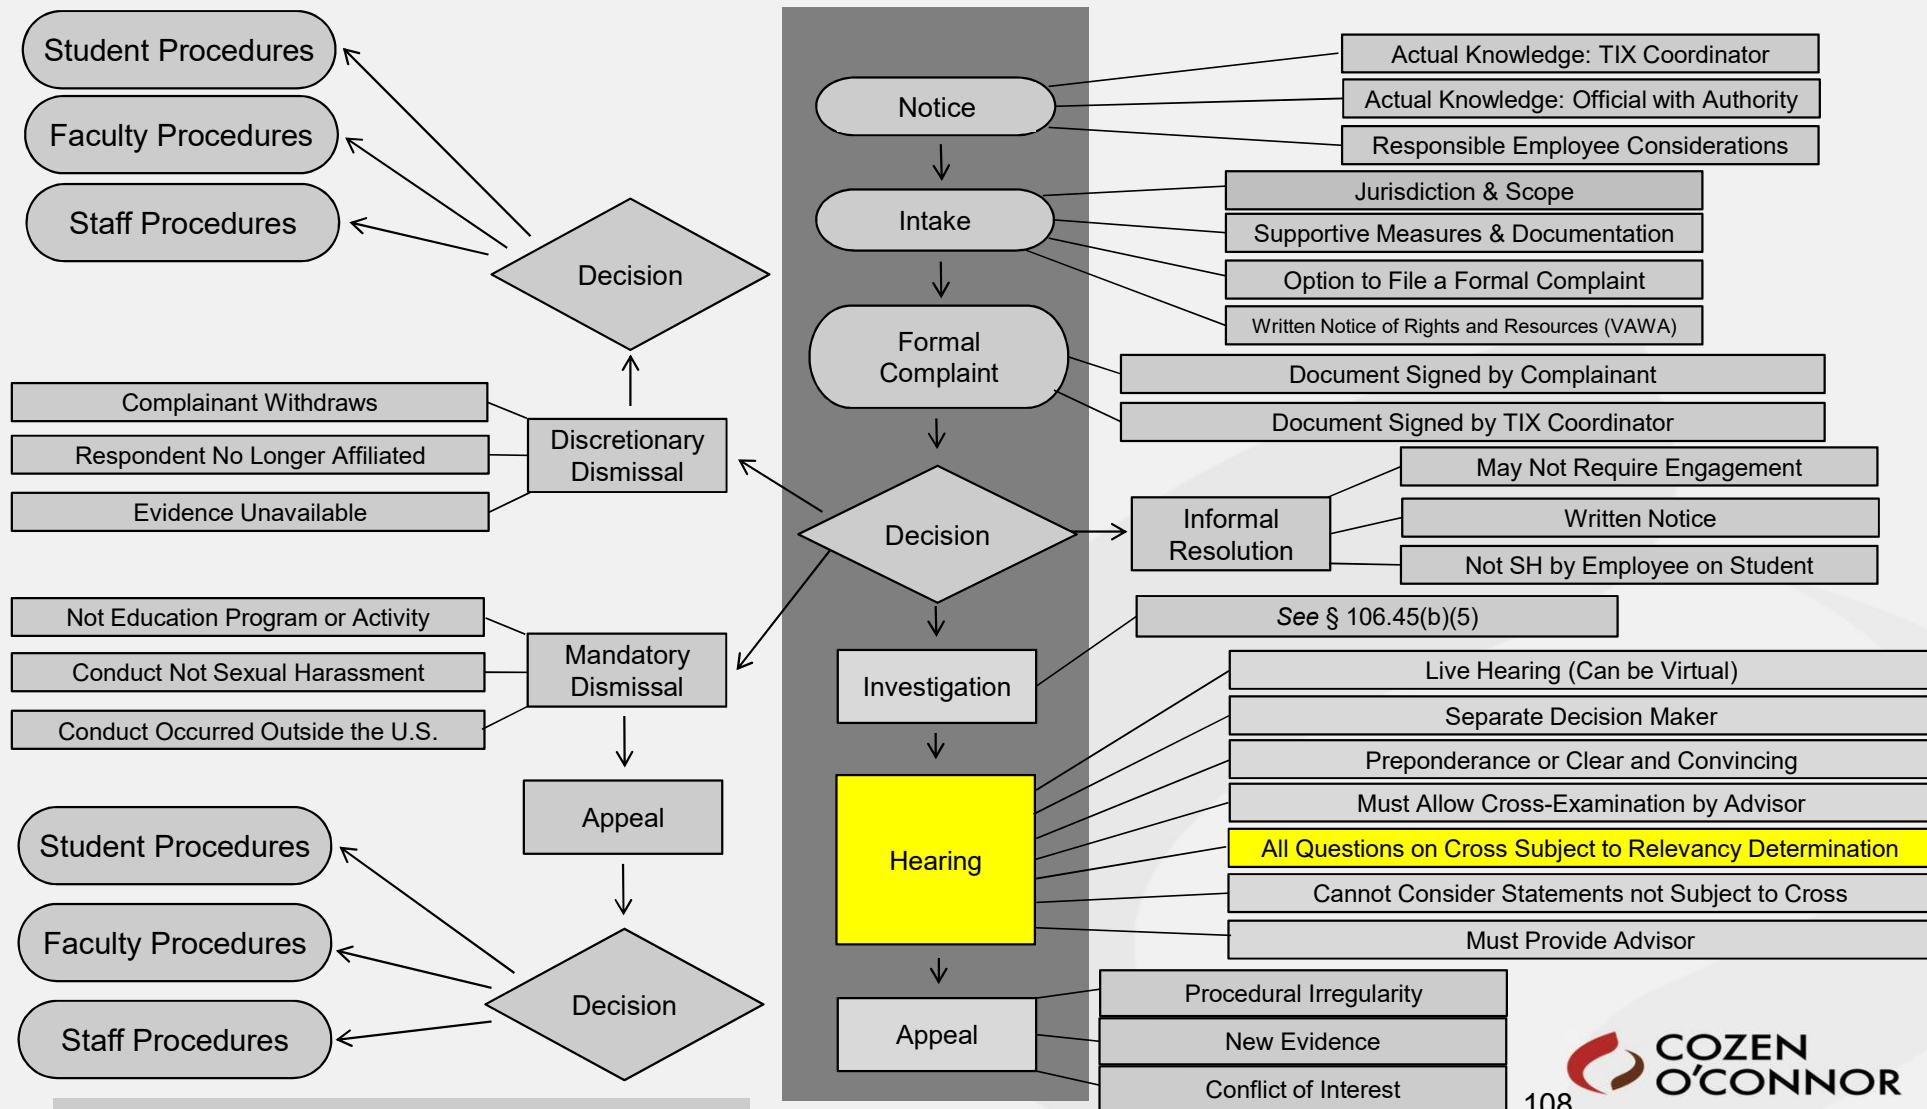 Student Procedures
Faculty Procedures
Staff Procedures
Decision
Complainant Withdraws
Respondent No Longer Affiliated
Evidence Unavailable
Discretionary
Dismissal
Not Education Program or Activity
Conduct Not Sexual Harassment
Conduct Occurred Outside the U.S.
Mandatory
Dismissal
Appeal
Student Procedures
Faculty Procedures
Staff Procedures
Decision
Notice
Intake
Formal
Complaint
Decision
Investigation
Hearing
Appeal
Actual Knowledge: TIX Coordinator
Actual Knowledge: Official with Authority
Responsible Employee Considerations
Jurisdiction & Scope
Supportive Measures & Documentation
Option to File a Formal Complaint
Written Notice of Rights and Resources (VAWA)
Document Signed by Complainant
Document Signed by TIX Coordinator
Informal
Resolution
May Not Require Engagement
Written Notice
Not SH by Employee on Student
See § 106.45(b)(5)
Live Hearing (Can be Virtual)
Separate Decision Maker
Preponderance or Clear and Convincing
Must Allow Cross-Examination by Advisor
All Questions on Cross Subject to Relevancy Determination
Cannot Consider Statements not Subject to Cross
Must Provide Advisor
Procedural Irregularity
New Evidence
Conflict of Interest
COZEN
O'CONNOR
108